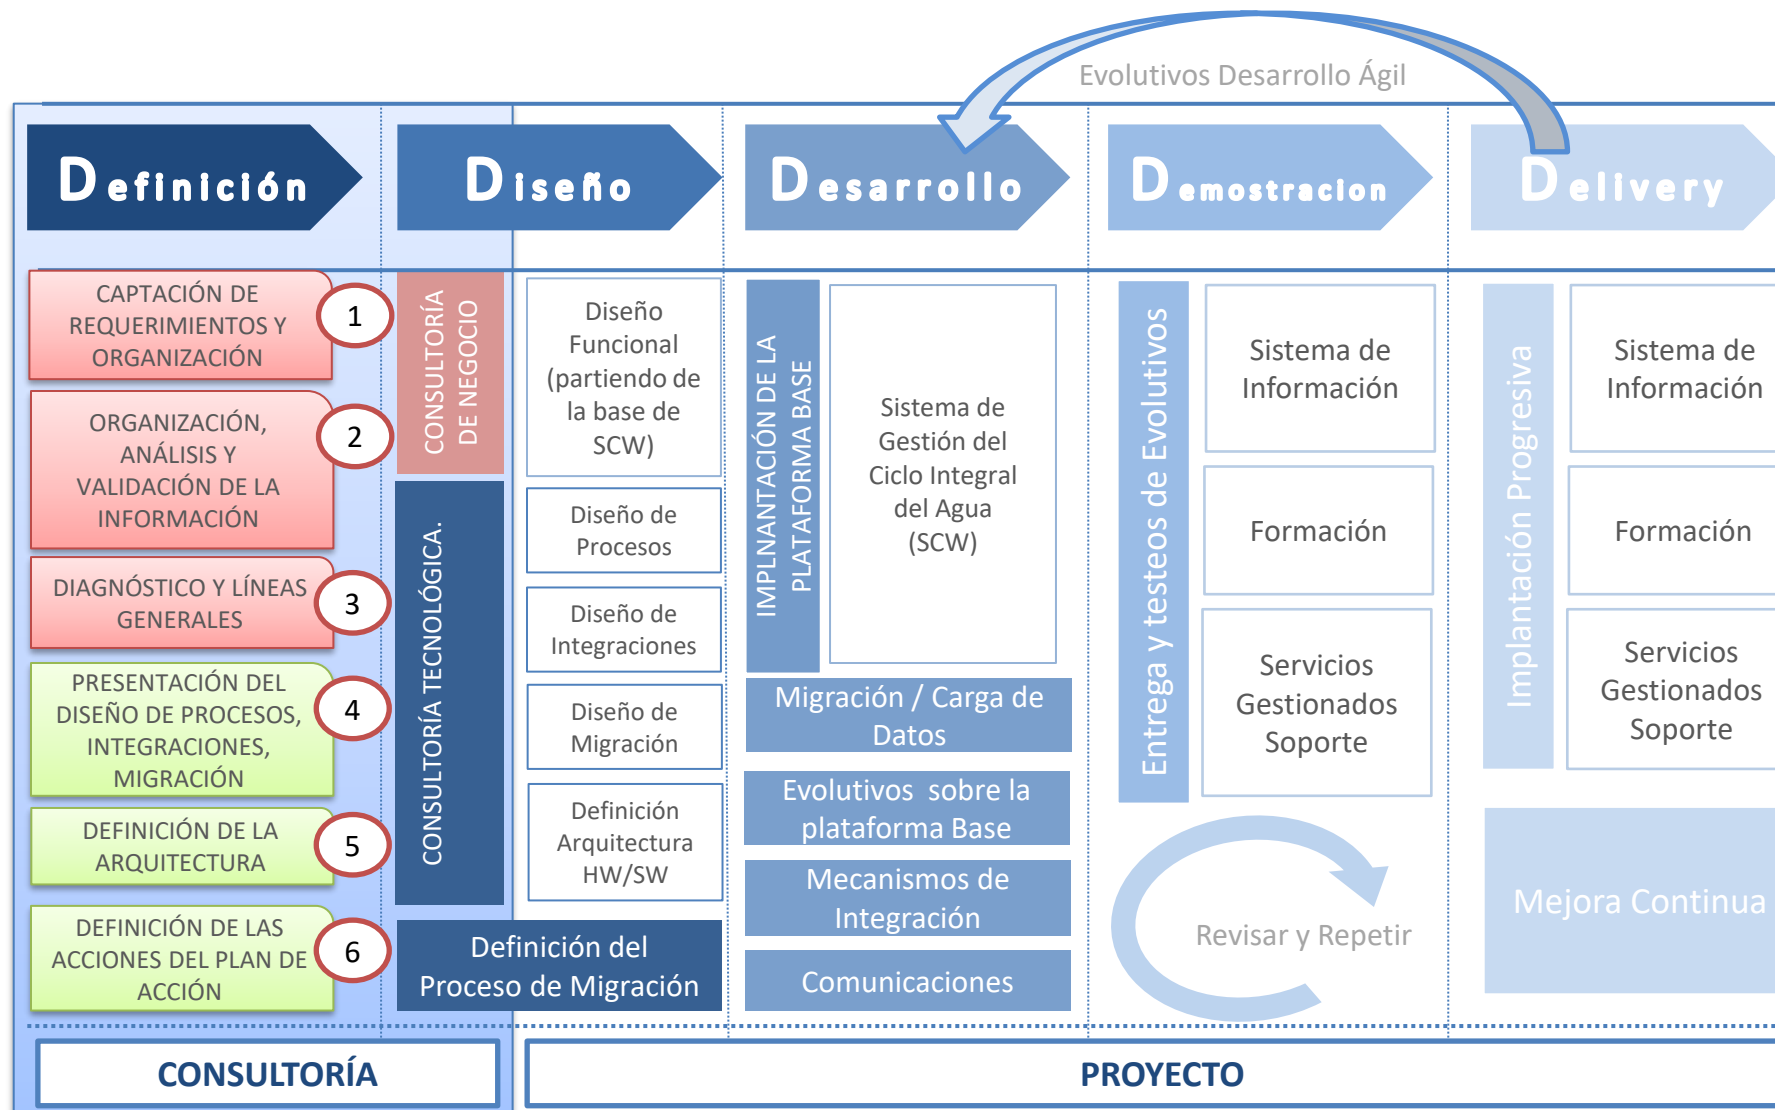 Evolutivos Desarrollo Ágil
Definición
Diseño
Desarrollo
Demostracion
Delivery
CAPTACIÓN DE
REQUERIMIENTOS Y
ORGANIZACIÓN
1
ORGANIZACIÓN,
ANÁLISIS Y
VALIDACIÓN DE LA
INFORMACIÓN
2
DIAGNÓSTICO Y LÍNEAS
GENERALES
3
PRESENTACIÓN DEL
DISEÑO DE PROCESOS,
INTEGRACIONES,
MIGRACIÓN
4
DEFINICIÓN DE LA
ARQUITECTURA
5
DEFINICIÓN DE LAS
ACCIONES DEL PLAN DE
ACCIÓN
6
CONSULTORÍA
DE NEGOCIO
CONSULTORÍA TECNOLÓGICA.
Diseño
Funcional
(partiendo de
la base de
SCW)
Diseño de
Procesos
Diseño de
Integraciones
Diseño de
Migración
Definición
Arquitectura
HW/SW
Definición del
Proceso de Migración
IMPLNANTACIÓN DE LA
PLATAFORMA BASE
Sistema de
Gestión del
Ciclo Integral
del Agua
(SCW)
Migración / Carga de
Datos
Evolutivos sobre la
plataforma Base
Mecanismos de
Integración
Comunicaciones
Entrega y testeos de Evolutivos
Sistema de
Información
Formación
Servicios
Gestionados
Soporte
Revisar y Repetir
Implantación Progresiva
Sistema de
Información
Formación
Servicios
Gestionados
Soporte
Mejora Continua
CONSULTORÍA
PROYECTO